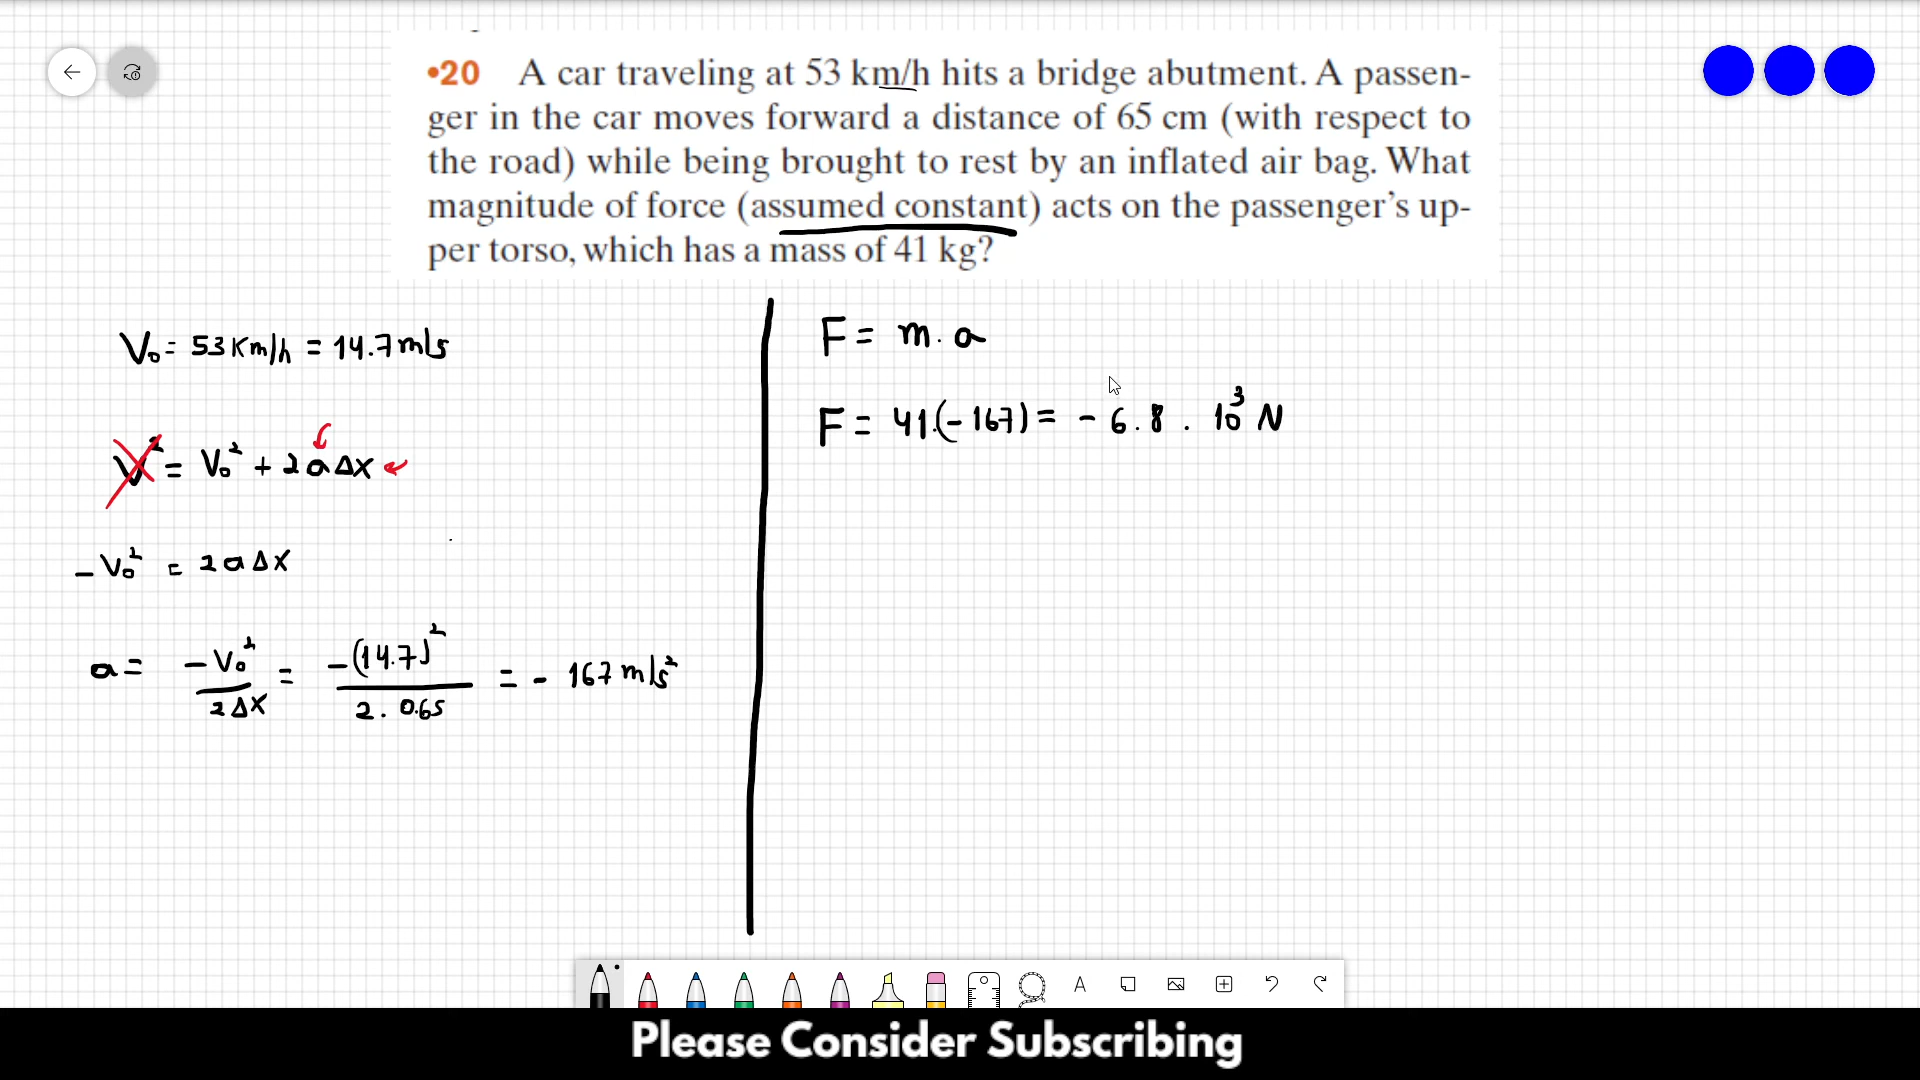 •20 A car traveling at 53 km/h hits a bridge abutment. A passen-
ger in the car moves forward a distance of 65 cm (with respect to
the road) while being brought to rest by an inflated air bag. What
magnitude of force (assumed constant) acts on the passenger's up-
per torso, which has a mass of 41 kg?
V₀ = 53 Km/h = 14.7 m/s
V² = V₀² + 2aΔx
-V₀² = 2aΔx
a = -V₀²/2Δx = -(14.7)²/2.0.65 = - 167 m/s²
F = m.a
F = 41.(-167) = - 6.8 . 10³ N
A
Please Consider Subscribing